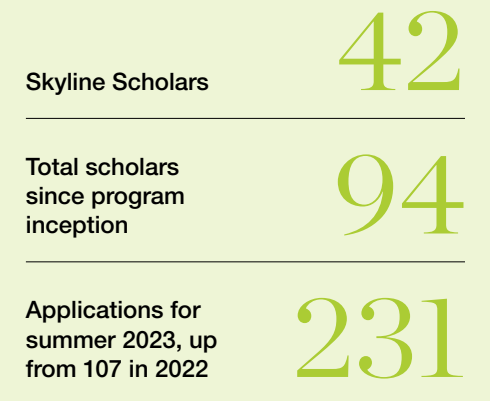 Skyline Scholars
42
Total scholars
since program
inception
94
Applications for
summer 2023, up
from 107 in 2022
231